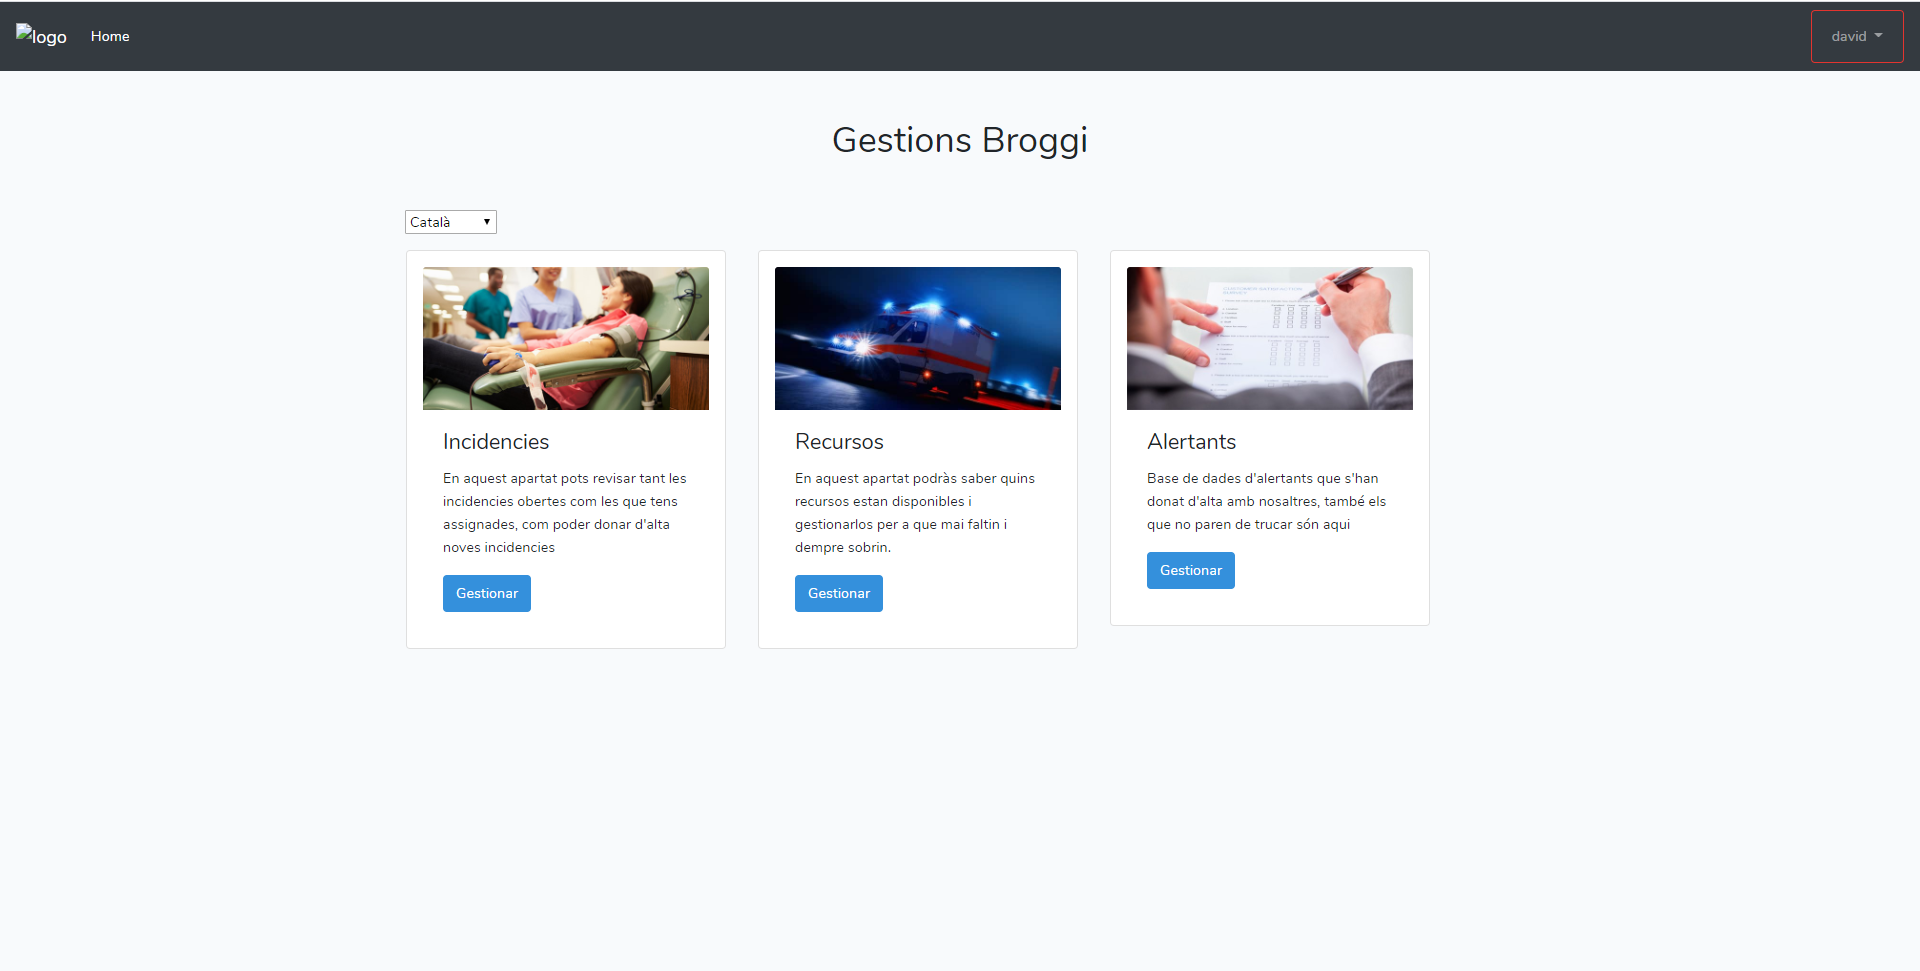 logo
Home
david
Gestions Broggi
Català
Incidencies
En aquest apartat pots revisar tant les
incidencies obertes com les que tens
assignades, com poder donar d'alta
noves incidencies
Gestionar
Recursos
En aquest apartat podràs saber quins
recursos estan disponibles i
gestionarlos per a que mai faltin i
dempre sobrin.
Gestionar
Alertants
Base de dades d'alertants que s'han
donat d'alta amb nosaltres, també els
que no paren de trucar són aqui
Gestionar